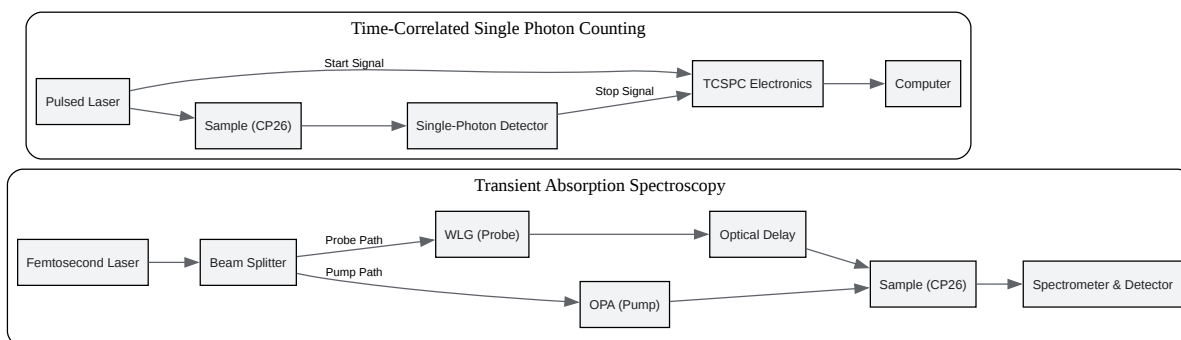 Time-Correlated Single Photon Counting
Start Signal
Pulsed Laser
TCSPC Electronics
Computer
Stop Signal
Sample (CP26)
Single-Photon Detector
Transient Absorption Spectroscopy
WLG (Probe)
Optical Delay
Probe Path
Femtosecond Laser
Beam Splitter
Pump Path
Sample (CP26)
Spectrometer & Detector
OPA (Pump)